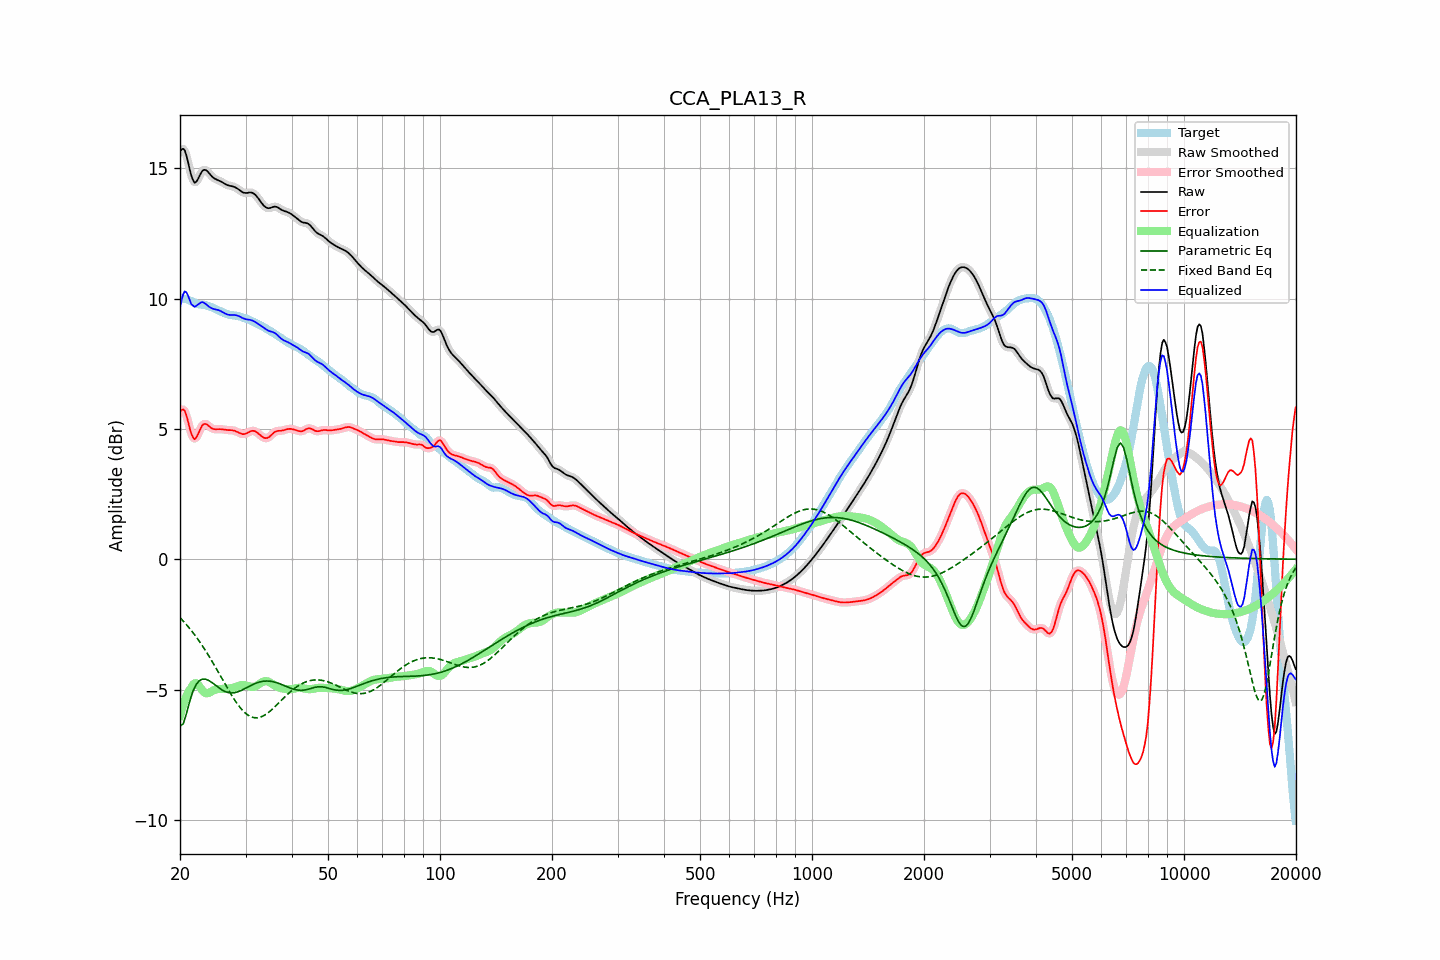 CCA_PLA13_R
Amplitude (dBr)
15
10
5
0
−5
−10
20
50
100
200
500
1000
2000
5000
10000
20000
Frequency (Hz)
Target
Raw Smoothed
Error Smoothed
Raw
Error
Equalization
Parametric Eq
Fixed Band Eq
Equalized